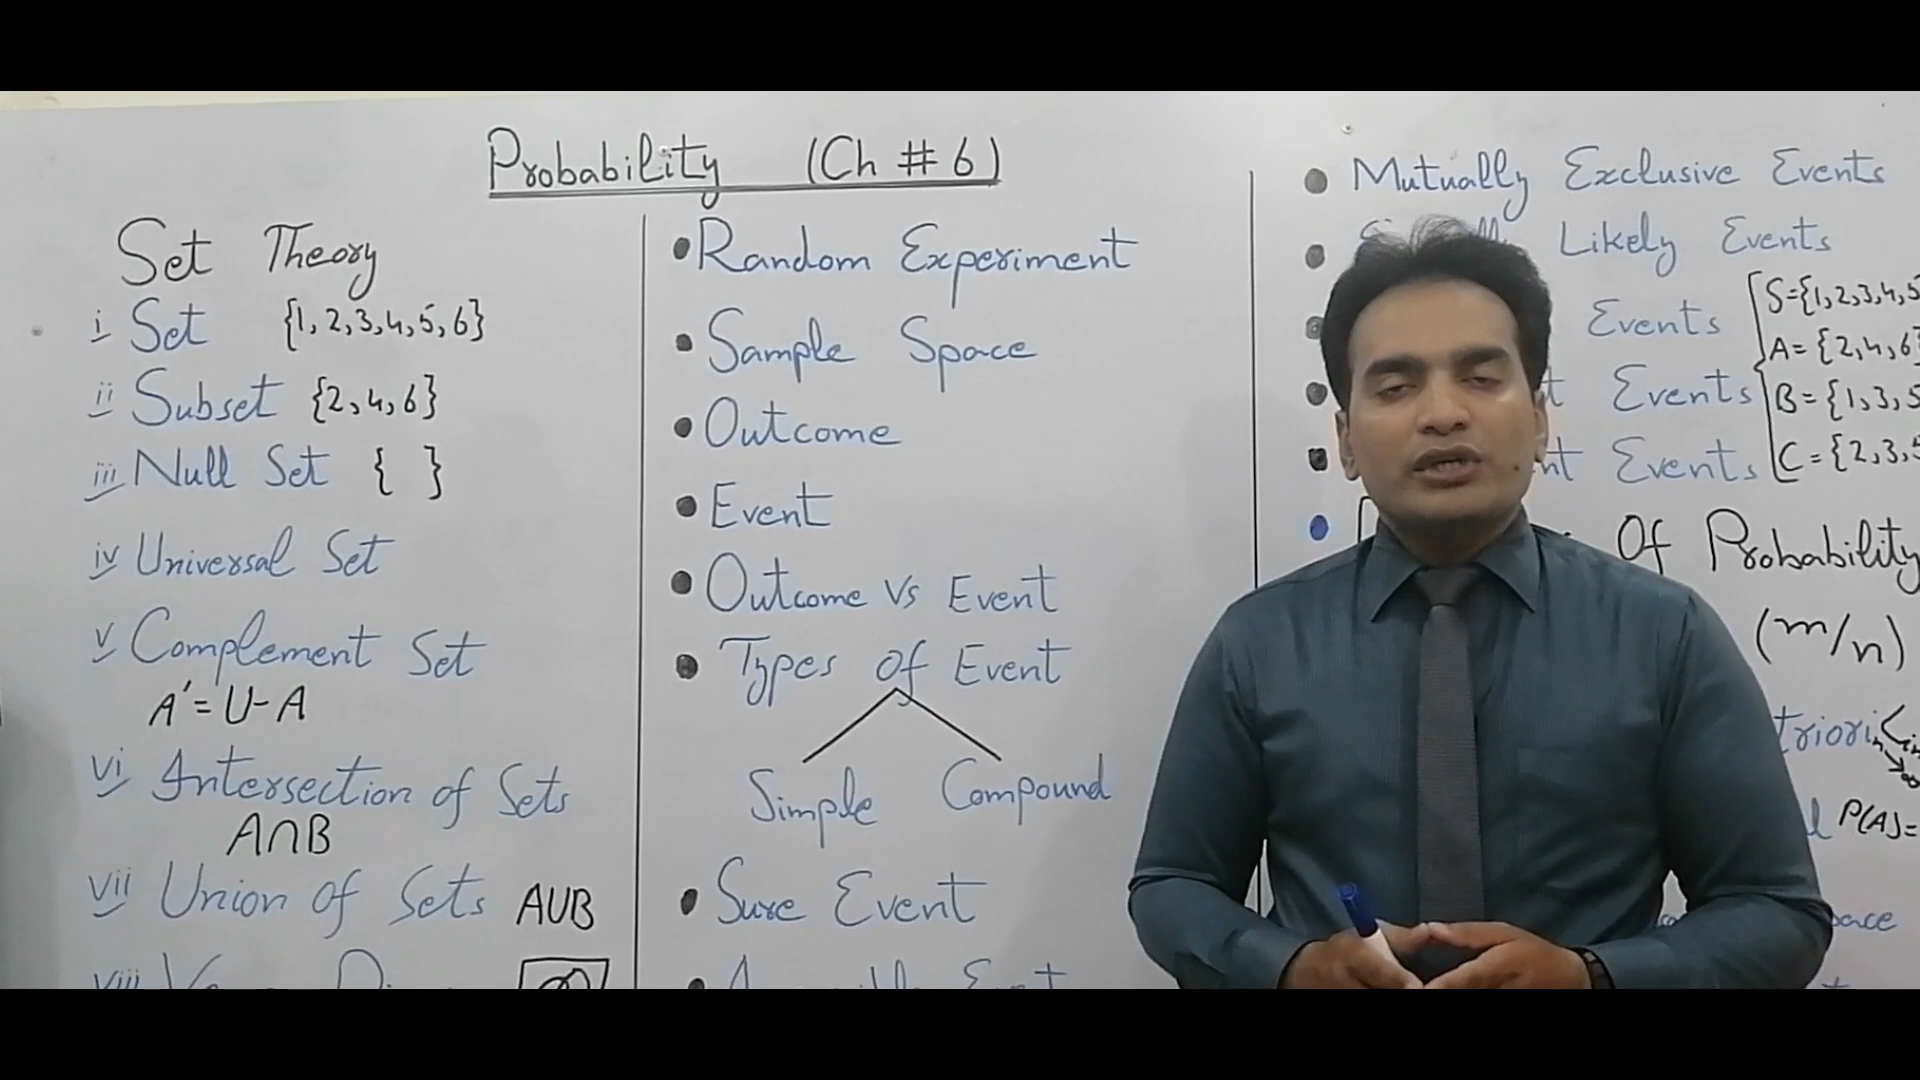 Probability (Ch # 6)
Set Theory
i Set {1, 2, 3, 4, 5, 6}
ii Subset {2, 4, 6}
iii Null Set { }
iv Universal Set
v Complement Set
A' = U - A
vi Intersection of Sets
A∩B
vii Union of Sets AUB
viii
• Random Experiment
• Sample Space
• Outcome
• Event
• Outcome Vs Event
• Types of Event
Simple Compound
• Sure Event
• Mutually Exclusive Events
• Likely Events
• Events
• Events
• Events
S={1,2,3,4,5
A= {2,4,6}
B= {1,3,5
C= {2,3,5
• Of Probability
(m/n)
P(A)=